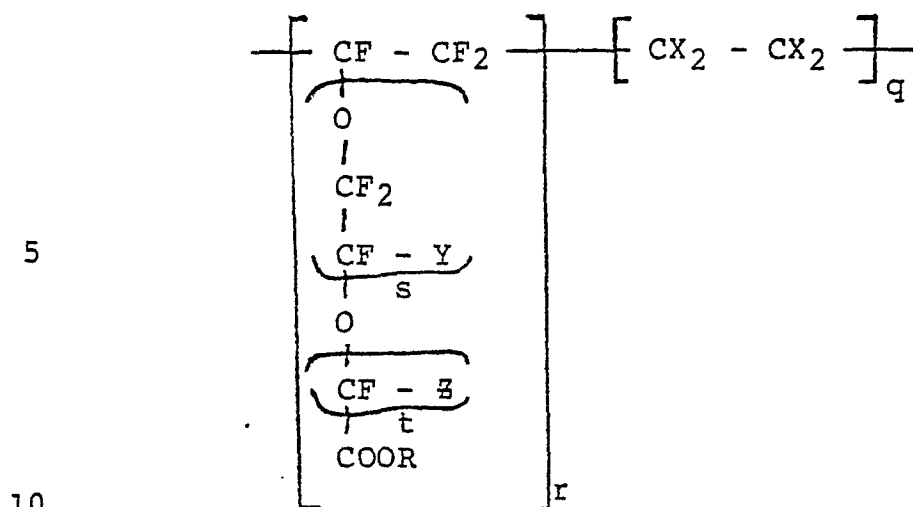 CF - CF2 CX2 - CX2
q
O
CF2
5 CF - Y
s
O
CF - Z
t
COOR
10 r